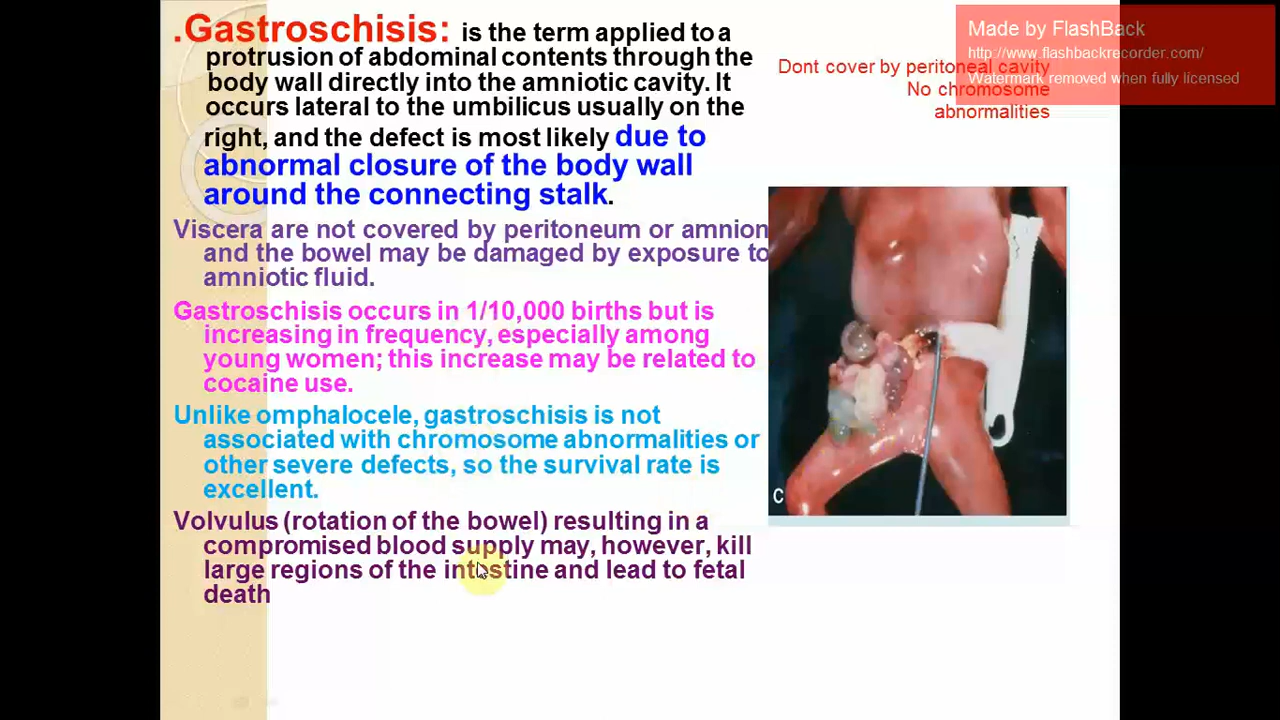 .Gastroschisis: is the term applied to a
protrusion of abdominal contents through the
body wall directly into the amniotic cavity. It
occurs lateral to the umbilicus usually on the
right, and the defect is most likely due to
abnormal closure of the body wall
around the connecting stalk.
Viscera are not covered by peritoneum or amnion
and the bowel may be damaged by exposure to
amniotic fluid.
Gastroschisis occurs in 1/10,000 births but is
increasing in frequency, especially among
young women; this increase may be related to
cocaine use.
Unlike omphalocele, gastroschisis is not
associated with chromosome abnormalities or
other severe defects, so the survival rate is
excellent.
Volvulus (rotation of the bowel) resulting in a
compromised blood supply may, however, kill
large regions of the intestine and lead to fetal
death
Dont cover by peritoneal cavity
No chromosome
abnormalities
Made by FlashBack
http://www.flashbackrecorder.com/
Watermark removed when fully licensed
C